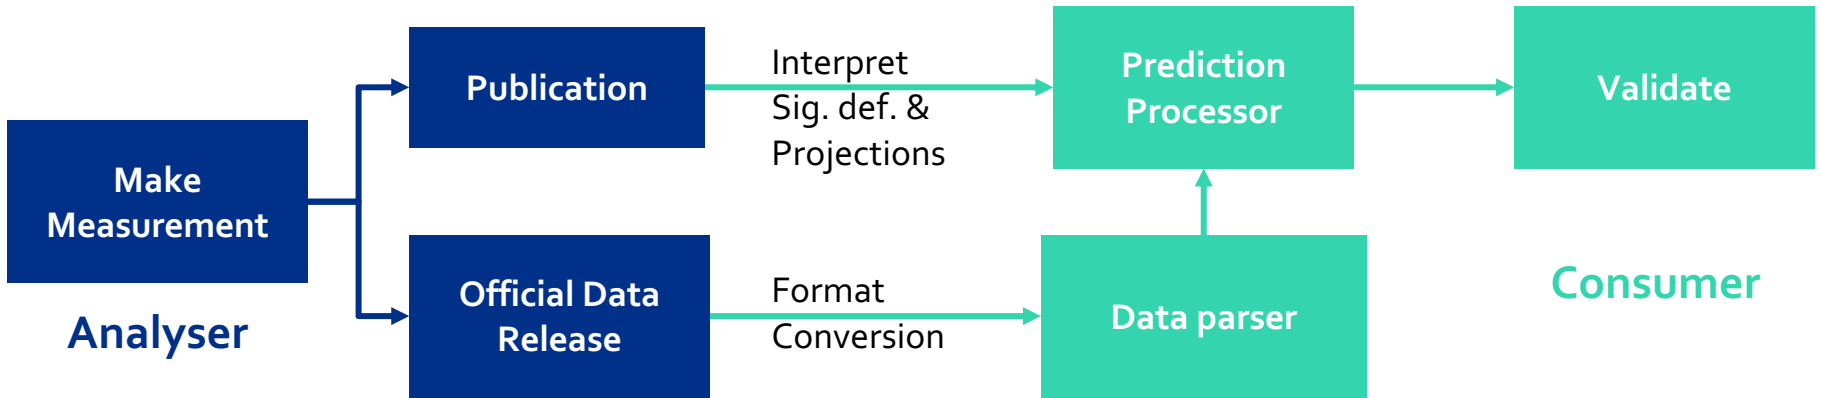 Make
Measurement
Analyser
Publication
Official Data
Release
Interpret
Sig. def. &
Projections
Format
Conversion
Prediction
Processor
Data parser
Validate
Consumer